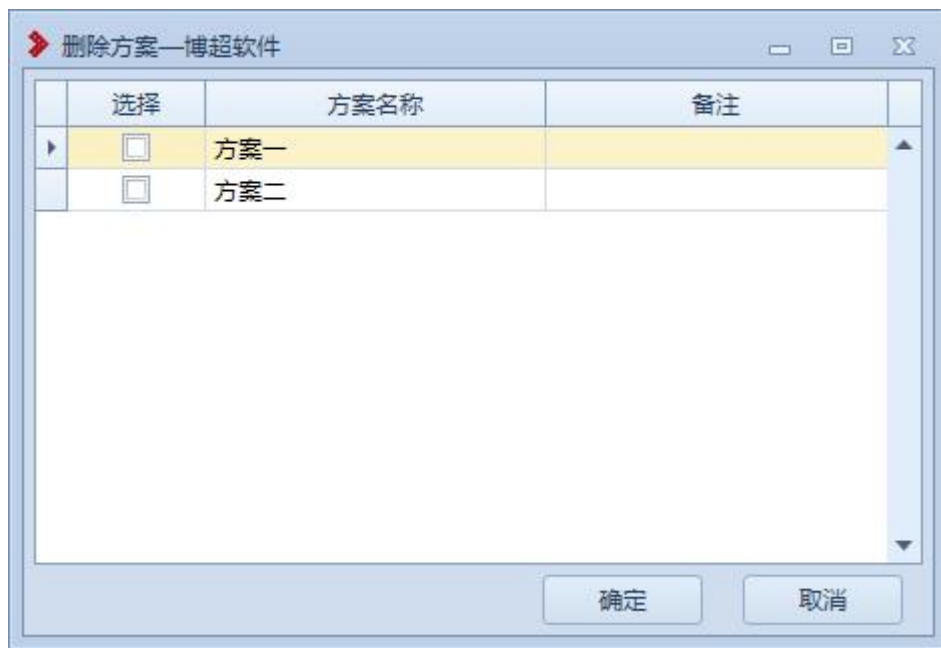 删除方案—博超软件
选择 方案名称 备注
方案一
方案二
确定 取消